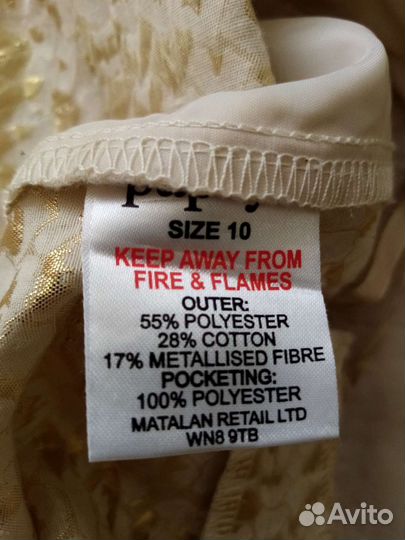 SIZE 10
KEEP AWAY FROM
FIRE & FLAMES
OUTER:
55% POLYESTER
28% COTTON
17% METALLISED FIBRE
POCKETING:
100% POLYESTER
MATALAN RETAIL LTD
WN8 9TB
Avito